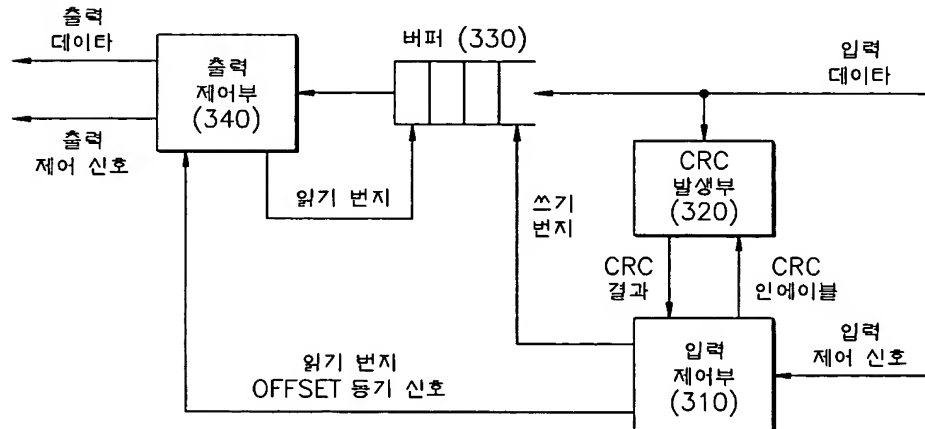 출력
데이타
출력
제어부
(340)
버퍼 (330)
입력
데이타
출력
제어 신호
읽기 번지
쓰기
번지
CRC
발생부
(320)
CRC
결과
CRC
인에이블
읽기 번지
OFFSET 동기 신호
입력
제어부
(310)
입력
제어 신호